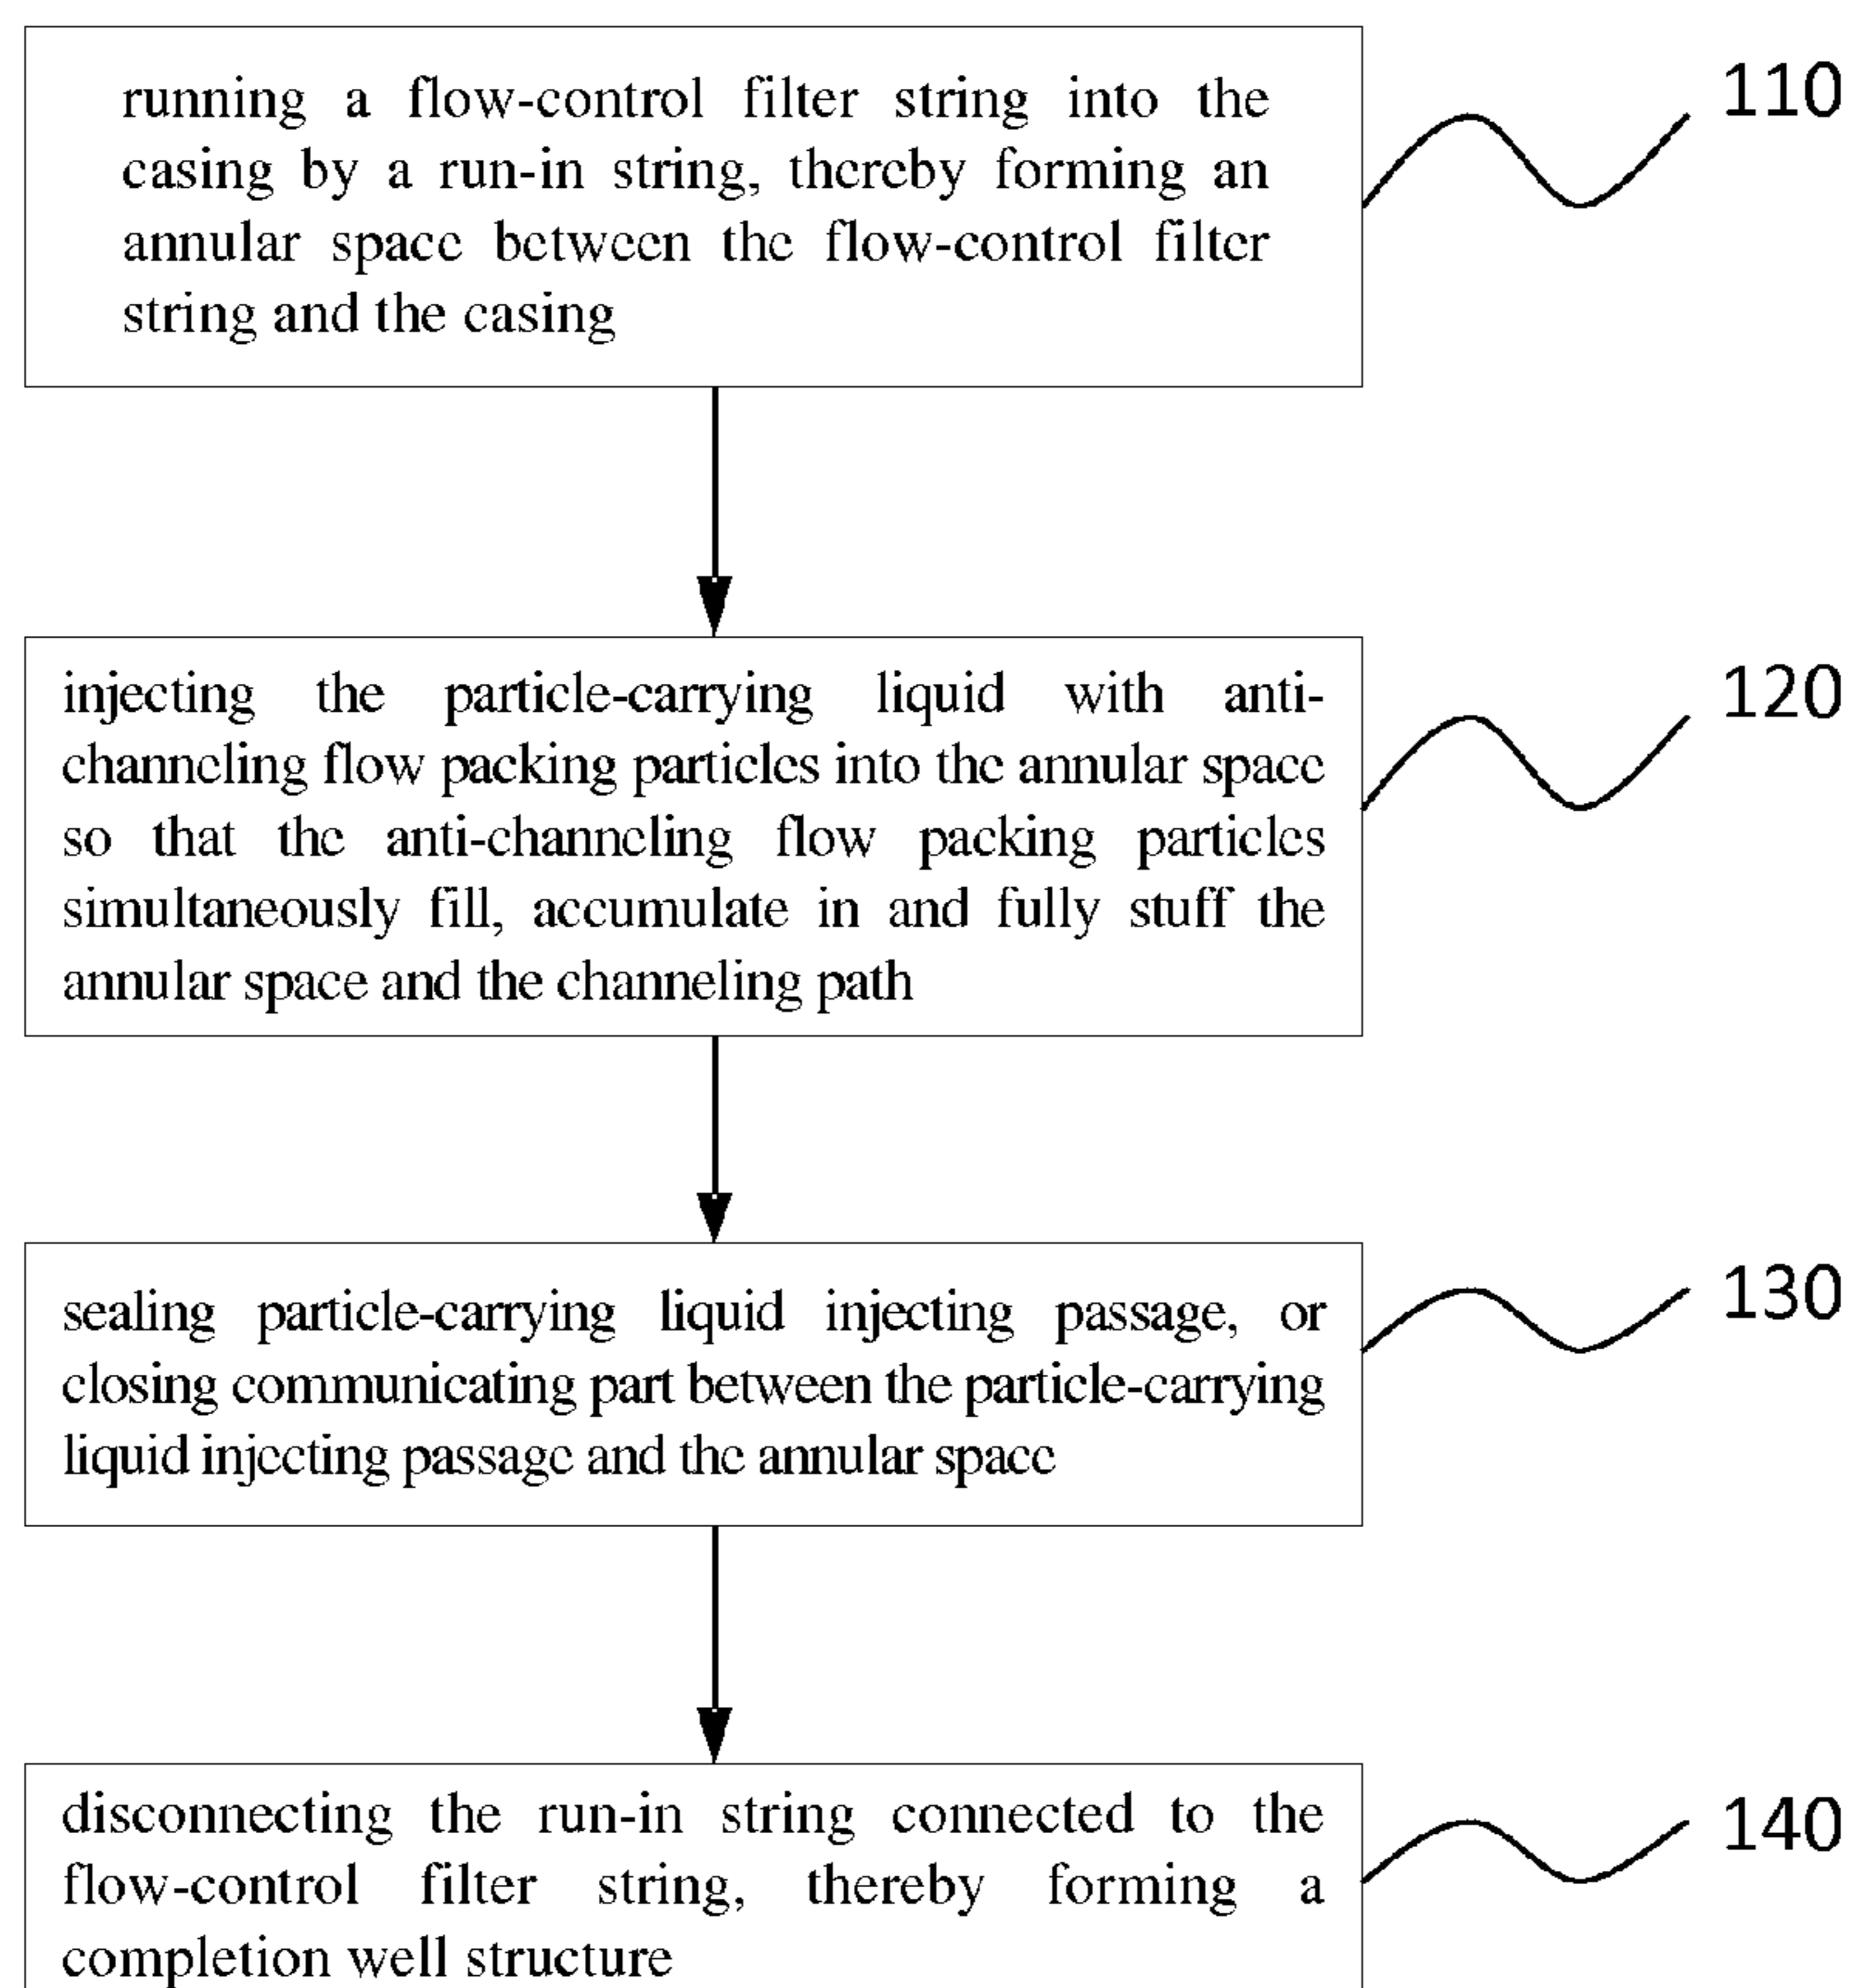 running a flow-control filter string into the
110
casing by a run-in string, thereby forming an
annular space between the flow-control filter
string and the casing
injecting the particle-carrying liquid with anti-
120
channeling flow packing particles into the annular space
so that the anti-channeling flow packing particles
simultaneously fill, accumulate in and fully stuff the
annular space and the channeling path
sealing particle-carrying liquid injecting passage, or
130
closing communicating part between the particle-carrying
liquid injecting passage and the annular space
disconnecting the run-in string connected to the
140
flow-control filter string, thereby forming a
completion well structure